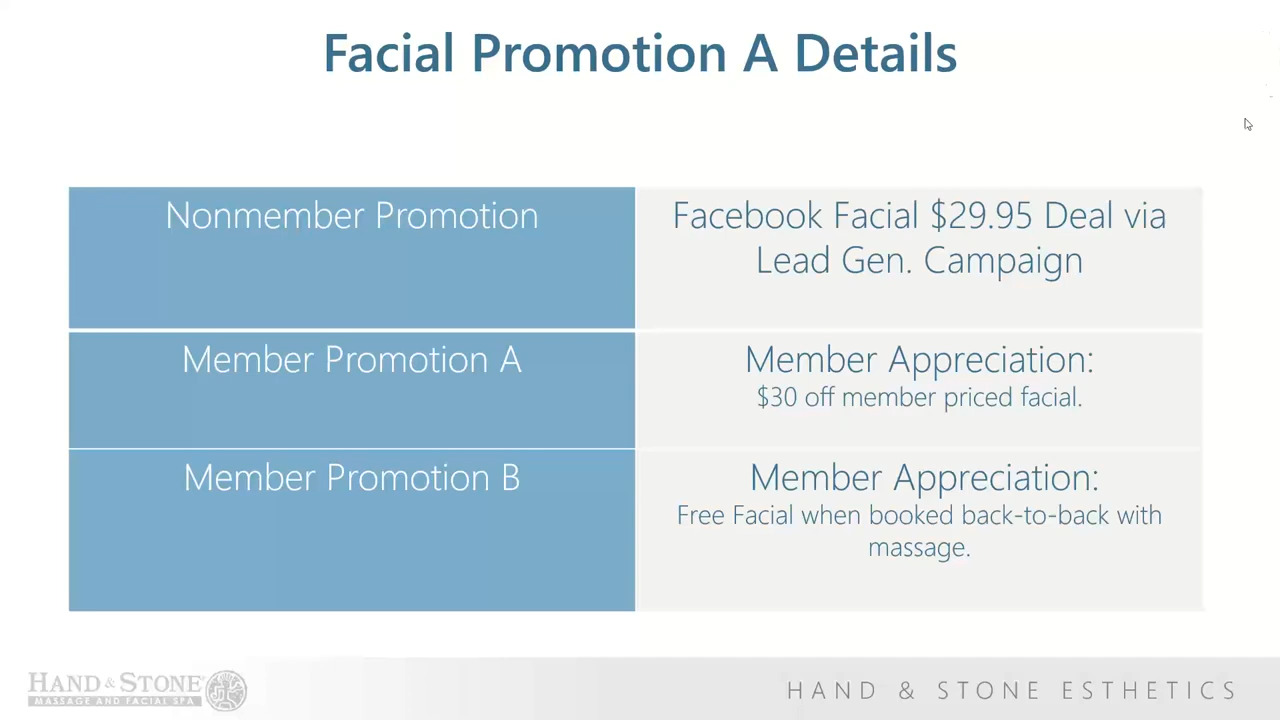 Facial Promotion A Details
Nonmember Promotion
Facebook Facial $29.95 Deal via
Lead Gen. Campaign
Member Promotion A
Member Appreciation:
$30 off member priced facial.
Member Promotion B
Member Appreciation:
Free Facial when booked back-to-back with
massage.
HAND & STONE®
MASSAGE AND FACIAL SPA
HAND & STONE ESTHETICS